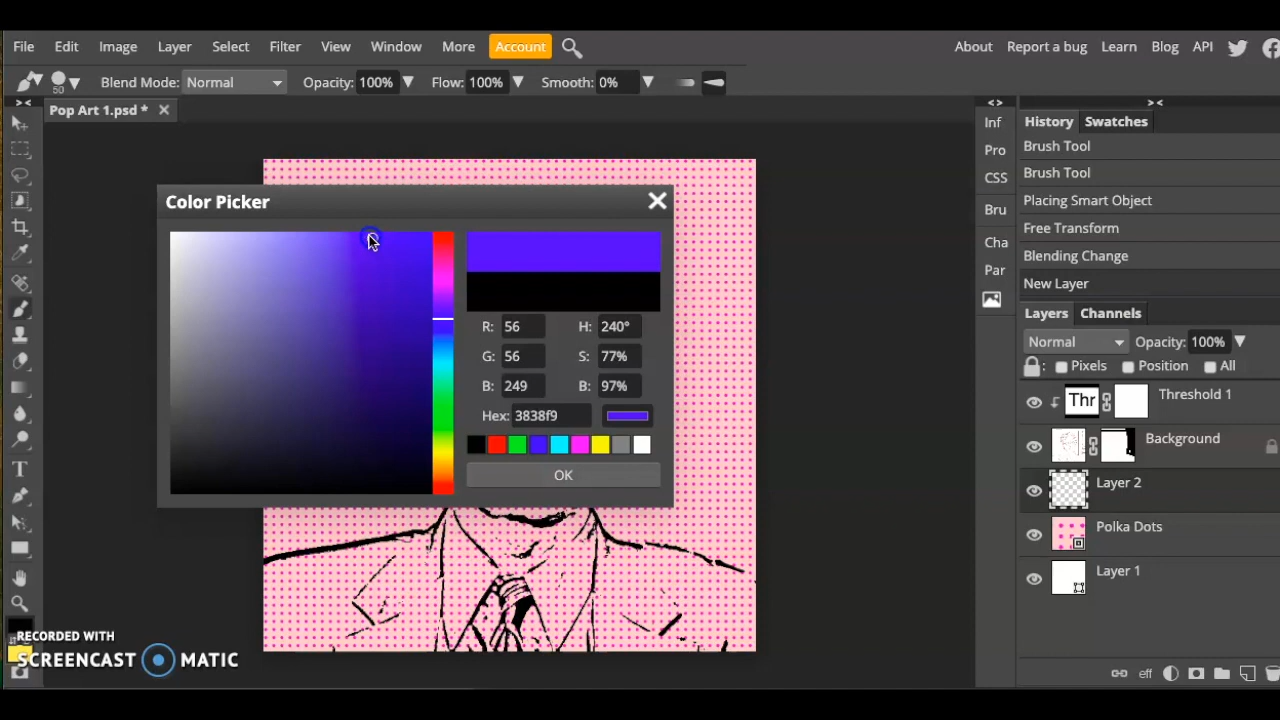 File Edit Image Layer Select Filter View Window More Account About Report a bug Learn Blog API
50 Blend Mode: Normal Opacity: 100% Flow: 100% Smooth: 0%
> < < > > <
Pop Art 1.psd * History Swatches
Inf
Pro
CSS
Bru
Cha
Par
Brush Tool
Brush Tool
Placing Smart Object
Free Transform
Blending Change
New Layer
Color Picker
R: 56 H: 240°
G: 56 S: 77%
B: 249 B: 97%
Hex: 3838f9
OK
Layers Channels
Normal Opacity: 100%
: Pixels Position All
Thr Threshold 1
Background
Layer 2
Polka Dots
Layer 1
eff
RECORDED WITH
SCREENCAST MATIC